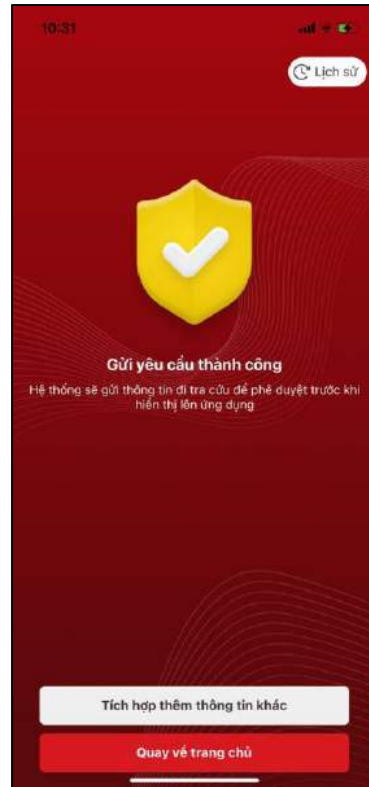 10:31
Lịch sử
Gửi yêu cầu thành công
Hệ thống sẽ gửi thông tin đi tra cứu để phê duyệt trước khi
hiển thị lên ứng dụng
Tích hợp thêm thông tin khác
Quay về trang chủ